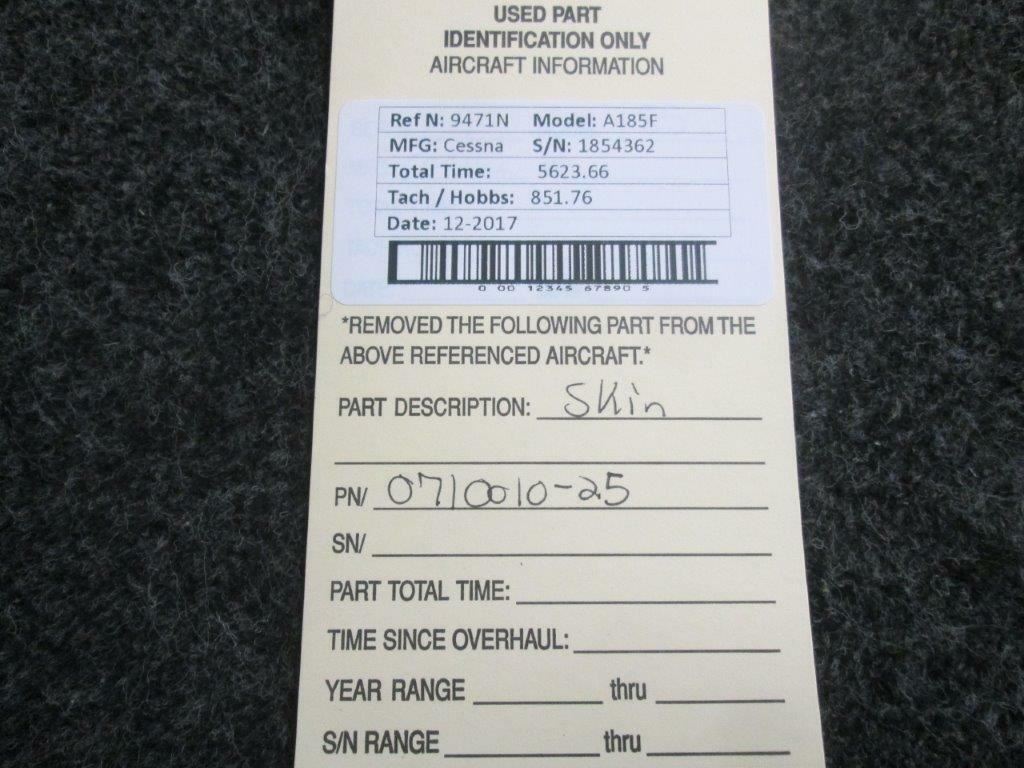 USED PART
IDENTIFICATION ONLY
AIRCRAFT INFORMATION
Ref N: 9471N Model: A185F
MFG: Cessna S/N: 1854362
Total Time: 5623.66
Tach / Hobbs: 851.76
Date: 12-2017
0 00 12345 67890 5
*REMOVED THE FOLLOWING PART FROM THE
ABOVE REFERENCED AIRCRAFT.*
PART DESCRIPTION: Skin
PN/ 0710010-25
SN/
PART TOTAL TIME:
TIME SINCE OVERHAUL:
YEAR RANGE thru
S/N RANGE thru